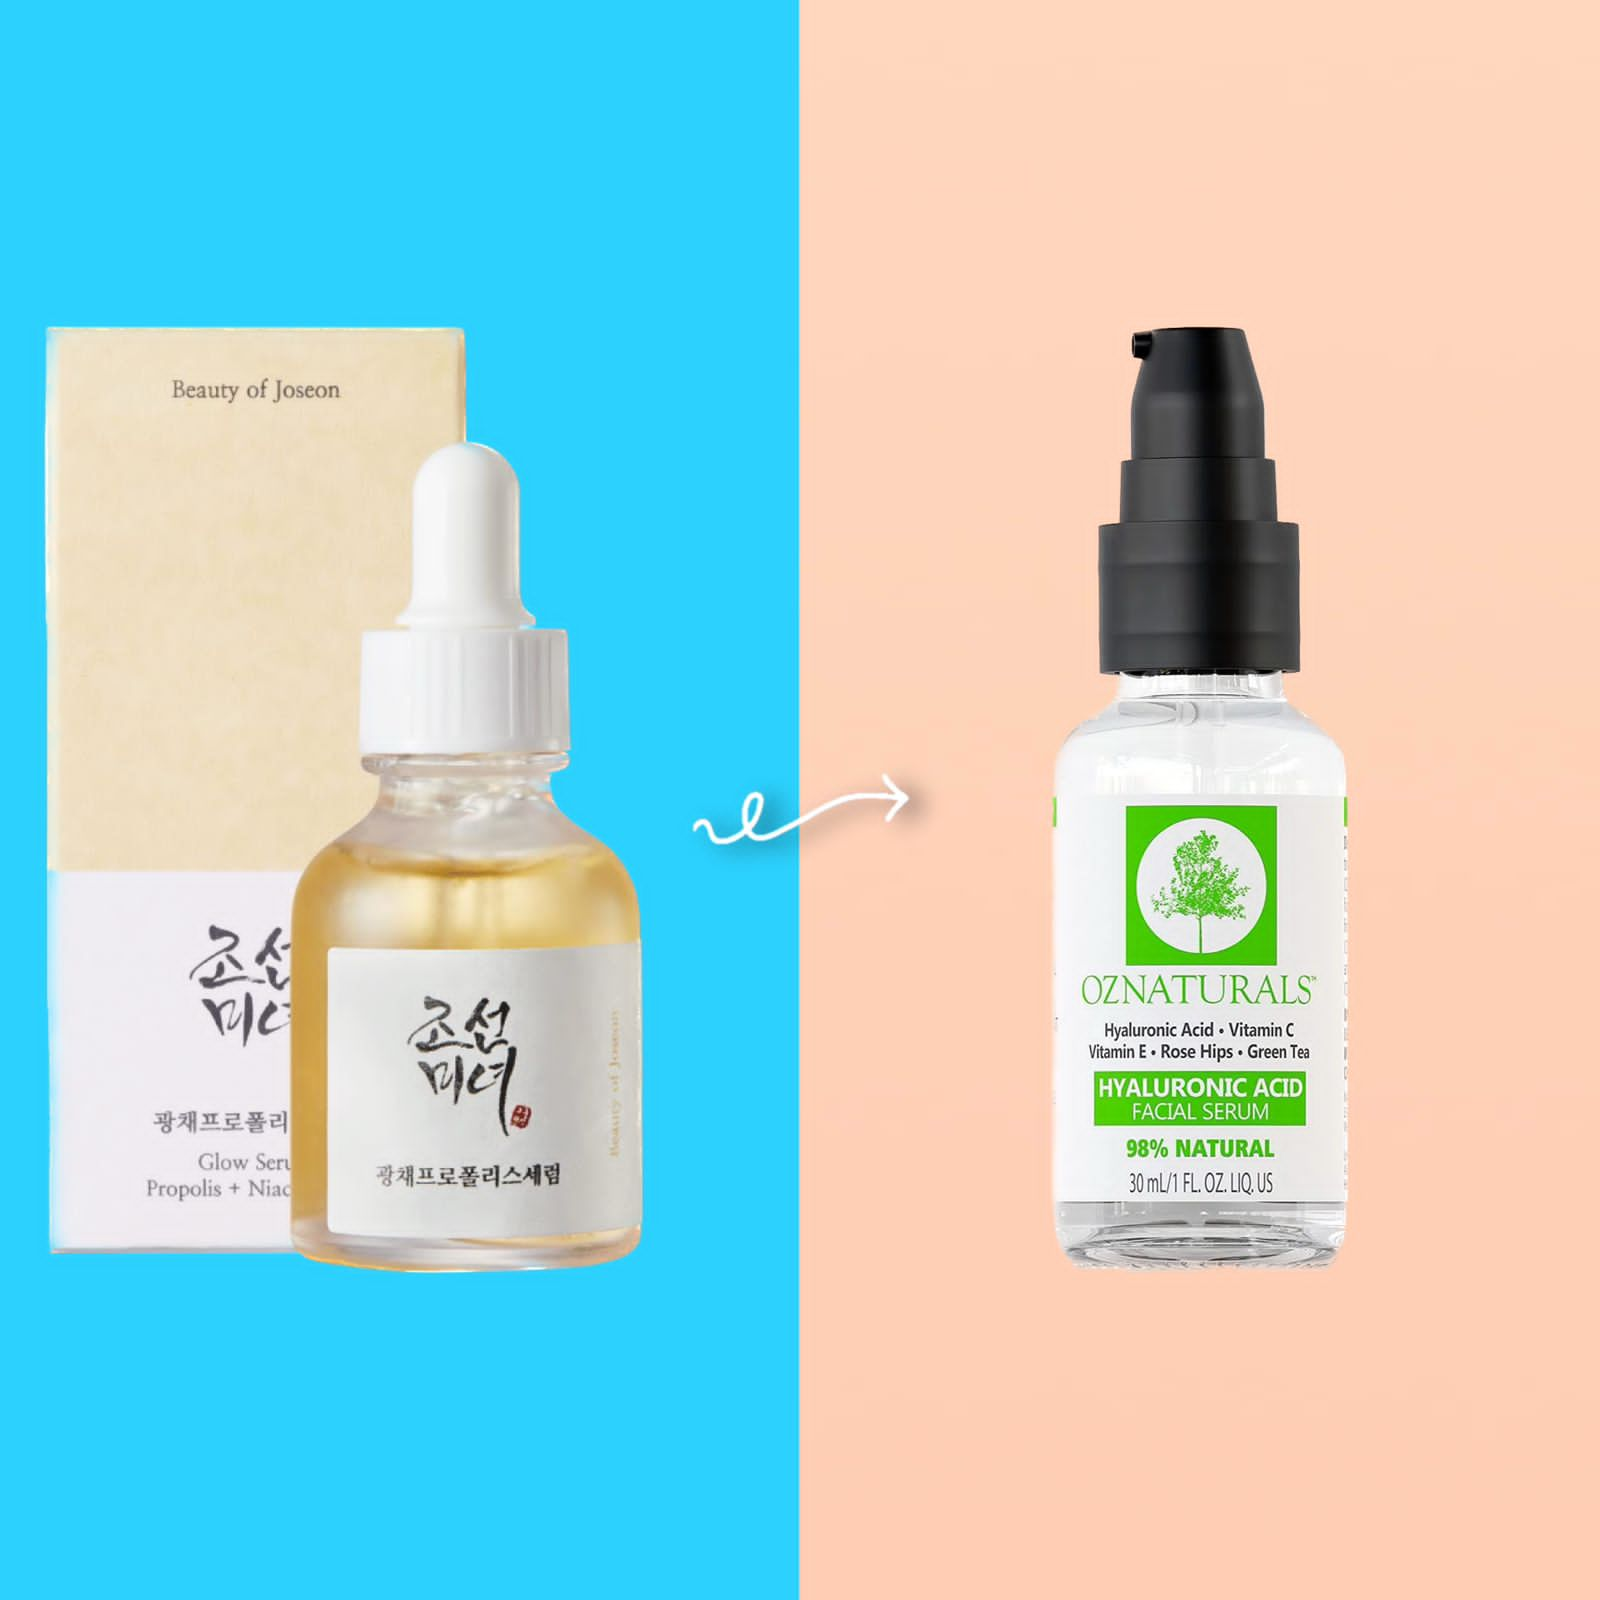 Beauty of Joseon
조선
미녀
광채프로폴리
Glow Seru
Propolis + Niac
조선
미녀
Beauty of Joseon
광채프로폴리스세럼
OZNATURALS™
Hyaluronic Acid • Vitamin C
Vitamin E • Rose Hips • Green Tea
HYALURONIC ACID
FACIAL SERUM
98% NATURAL
30 mL/1 FL. OZ. LIQ. US